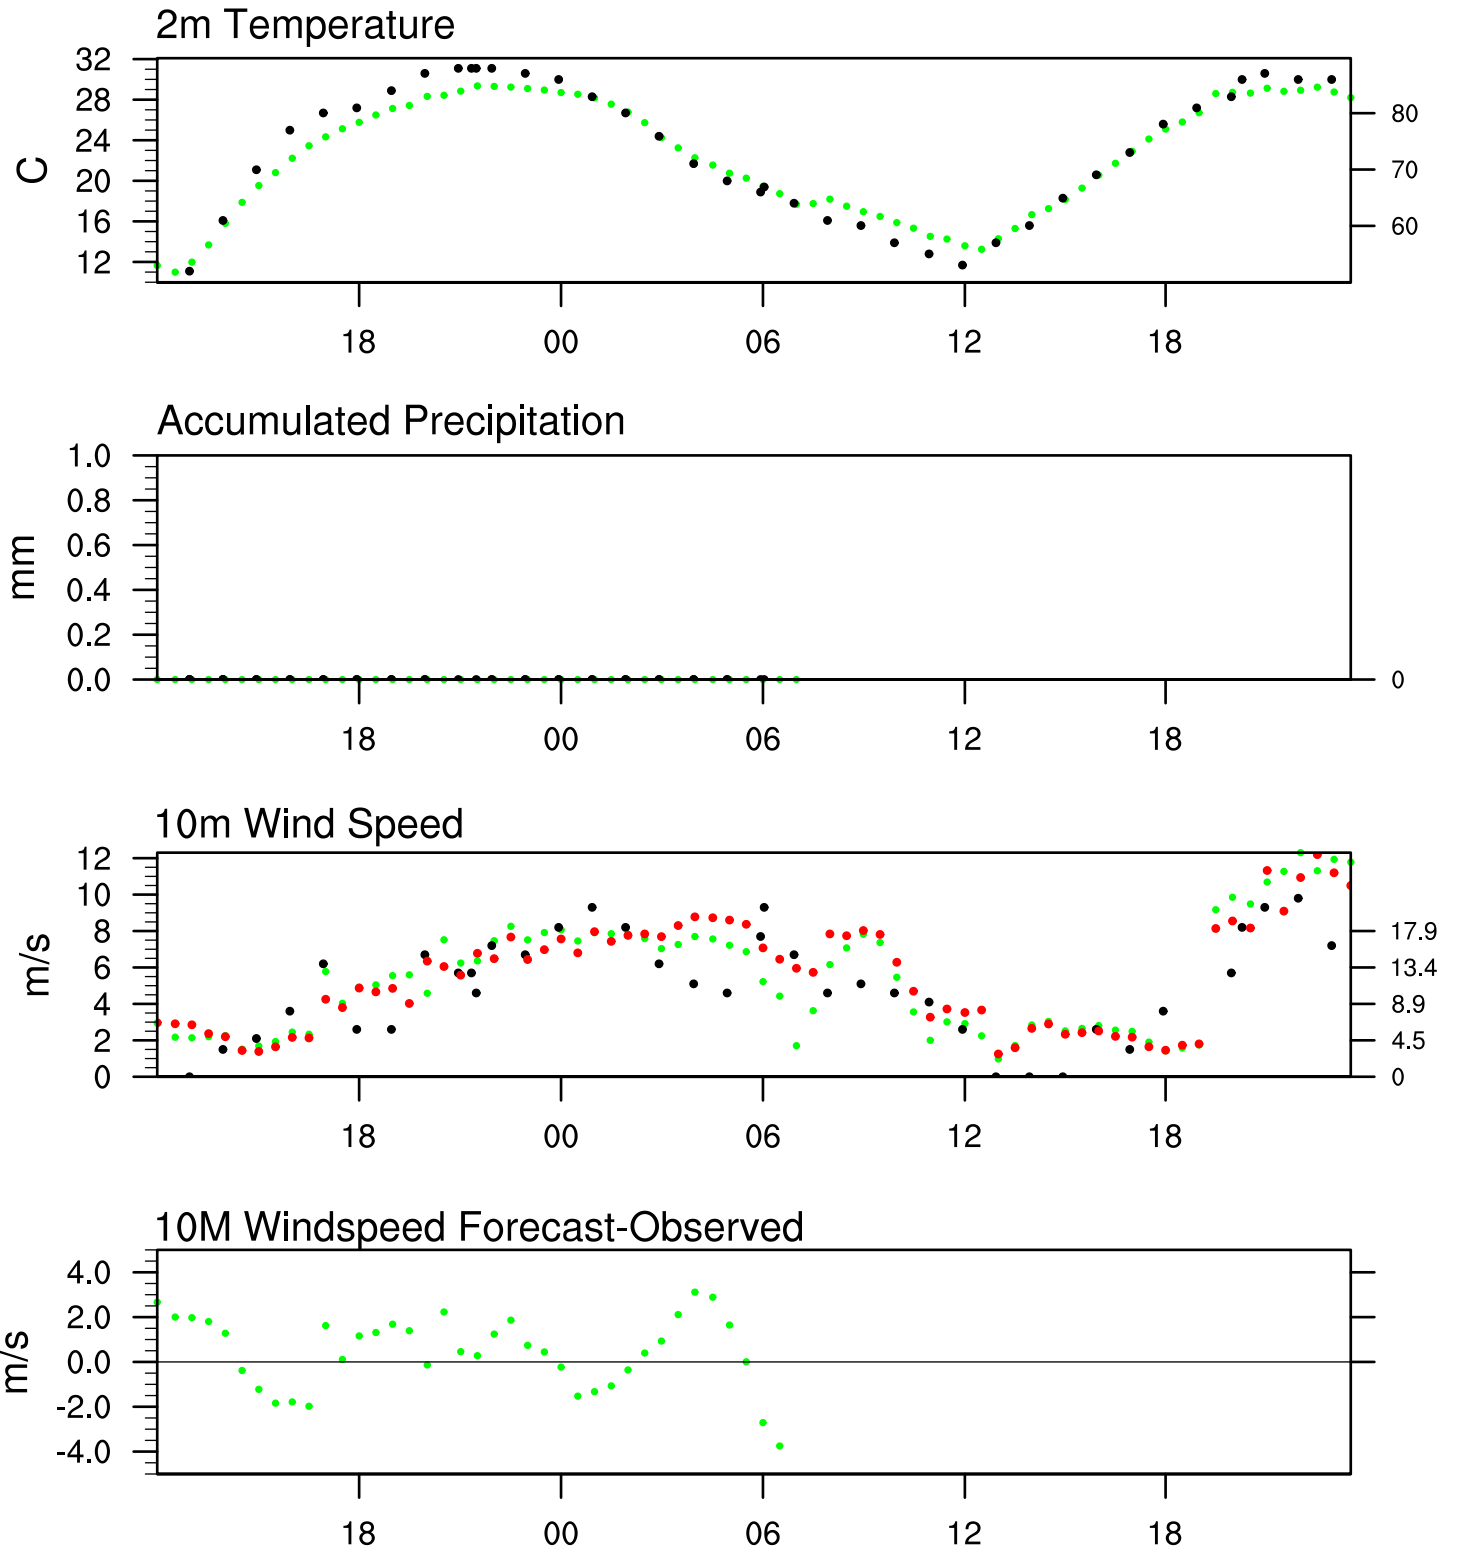 2m Temperature
32
28
24
20
16
12
C
80
70
60
18 00 06 12 18
Accumulated Precipitation
1.0
0.8
0.6
0.4
0.2
0.0
mm
0
18 00 06 12 18
10m Wind Speed
12
10
8
6
4
2
0
m/s
17.9
13.4
8.9
4.5
0
18 00 06 12 18
10M Windspeed Forecast-Observed
4.0
2.0
0.0
-2.0
-4.0
m/s
18 00 06 12 18